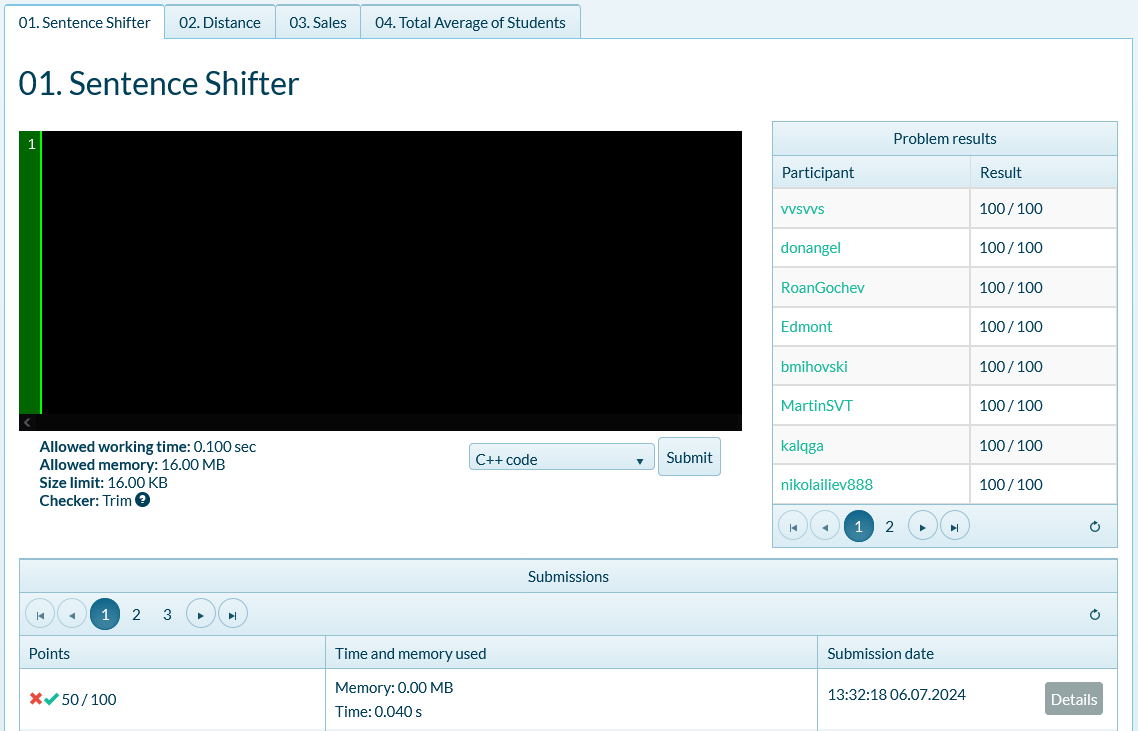 01. Sentence Shifter
02. Distance
03. Sales
04. Total Average of Students
01. Sentence Shifter
1
Allowed working time: 0.100 sec
Allowed memory: 16.00 MB
Size limit: 16.00 KB
Checker: Trim ?
C++ code
Submit
Problem results
Participant Result
vvsvvs 100 / 100
donangel 100 / 100
RoanGochev 100 / 100
Edmont 100 / 100
bmihovski 100 / 100
MartinSVT 100 / 100
kalqga 100 / 100
nikolailiev888 100 / 100
1 2
Submissions
1 2 3
Points Time and memory used Submission date
50 / 100
Memory: 0.00 MB
Time: 0.040 s
13:32:18 06.07.2024
Details